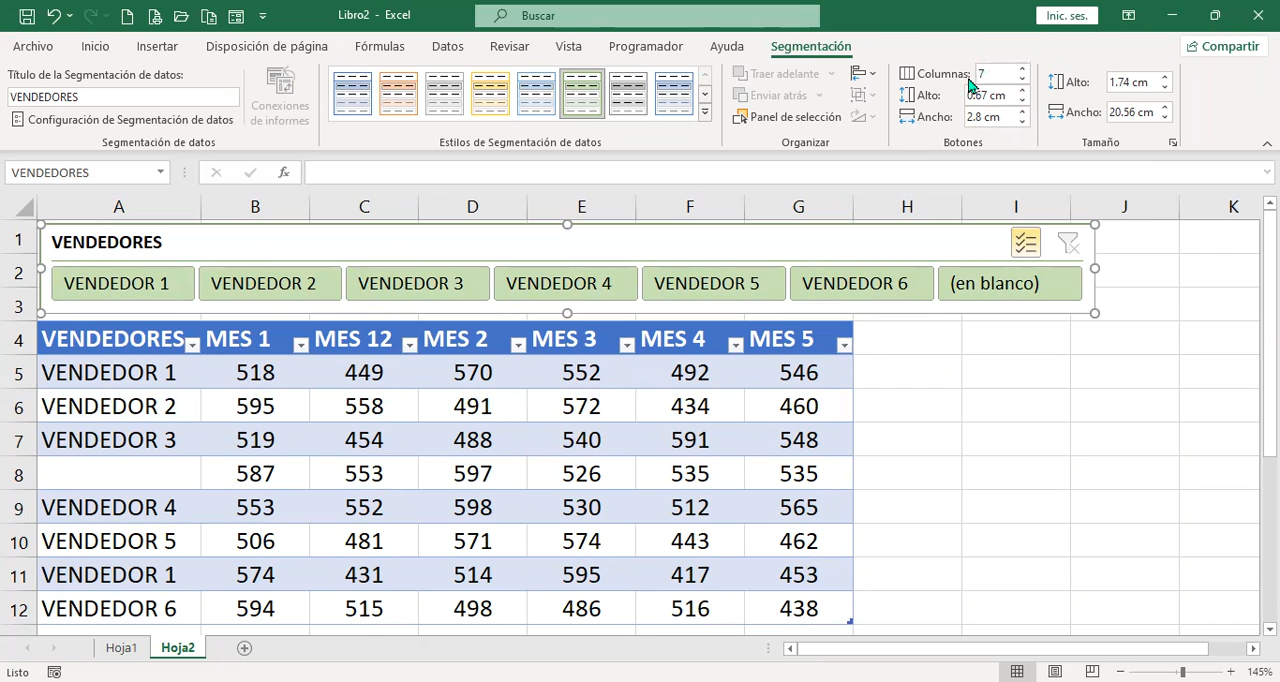 Libro2 - Excel
Buscar
Inic. ses.
Archivo Inicio Insertar Disposición de página Fórmulas Datos Revisar Vista Programador Ayuda Segmentación Compartir
Título de la Segmentación de datos:
VENDEDORES
Configuración de Segmentación de datos
Segmentación de datos
Conexiones
de informes
Estilos de Segmentación de datos
Traer adelante
Enviar atrás
Panel de selección
Organizar
Columnas: 7
Alto: 0.67 cm
Ancho: 2.8 cm
Botones
Alto: 1.74 cm
Ancho: 20.56 cm
Tamaño
VENDEDORES fx
A B C D E F G H I J K
1 VENDEDORES
2 VENDEDOR 1 VENDEDOR 2 VENDEDOR 3 VENDEDOR 4 VENDEDOR 5 VENDEDOR 6 (en blanco)
3
4 VENDEDORES MES 1 MES 12 MES 2 MES 3 MES 4 MES 5
5 VENDEDOR 1 518 449 570 552 492 546
6 VENDEDOR 2 595 558 491 572 434 460
7 VENDEDOR 3 519 454 488 540 591 548
8 587 553 597 526 535 535
9 VENDEDOR 4 553 552 598 530 512 565
10 VENDEDOR 5 506 481 571 574 443 462
11 VENDEDOR 1 574 431 514 595 417 453
12 VENDEDOR 6 594 515 498 486 516 438
Hoja1 Hoja2
Listo 145%